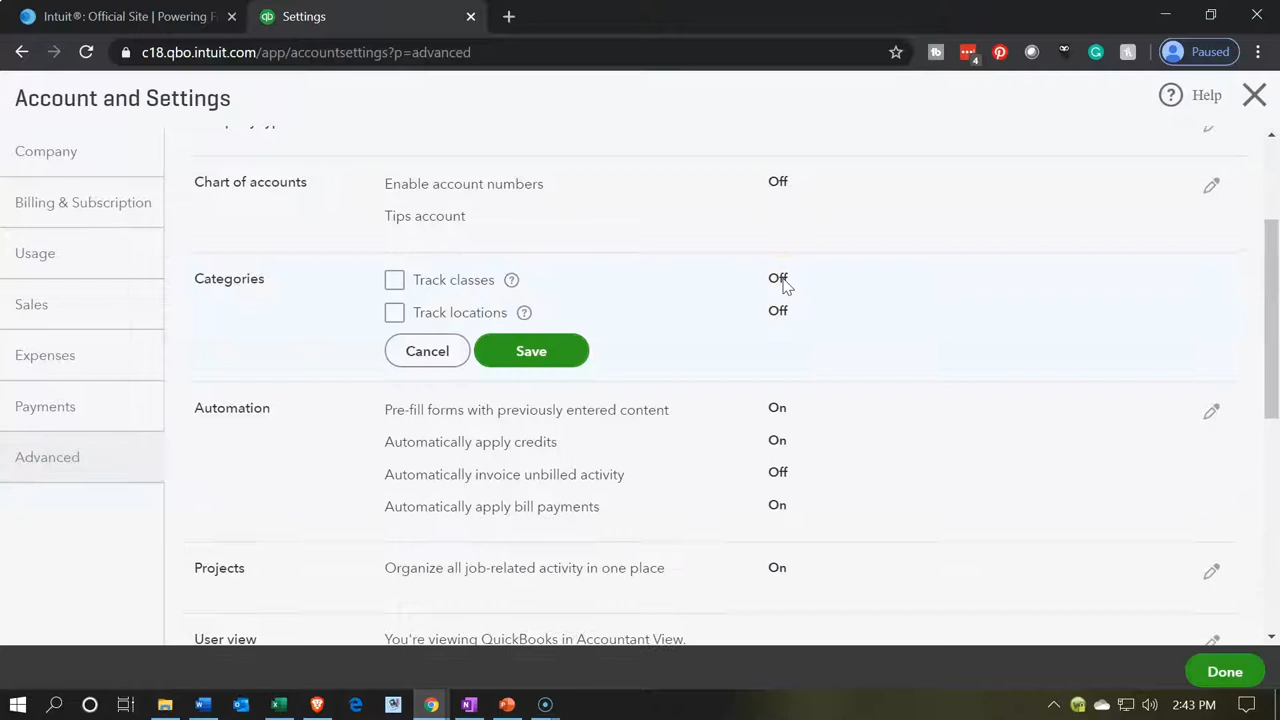 Intuit®: Official Site | Powering F
Settings
c18.qbo.intuit.com/app/accountsettings?p=advanced
4
Paused
Account and Settings
Help
Company
Billing & Subscription
Usage
Sales
Expenses
Payments
Advanced
Chart of accounts
Enable account numbers
Off
Tips account
Categories
Track classes
Off
Track locations
Off
Cancel
Save
Automation
Pre-fill forms with previously entered content
On
Automatically apply credits
On
Automatically invoice unbilled activity
Off
Automatically apply bill payments
On
Projects
Organize all job-related activity in one place
On
User view
You're viewing QuickBooks in Accountant View.
Done
2:43 PM